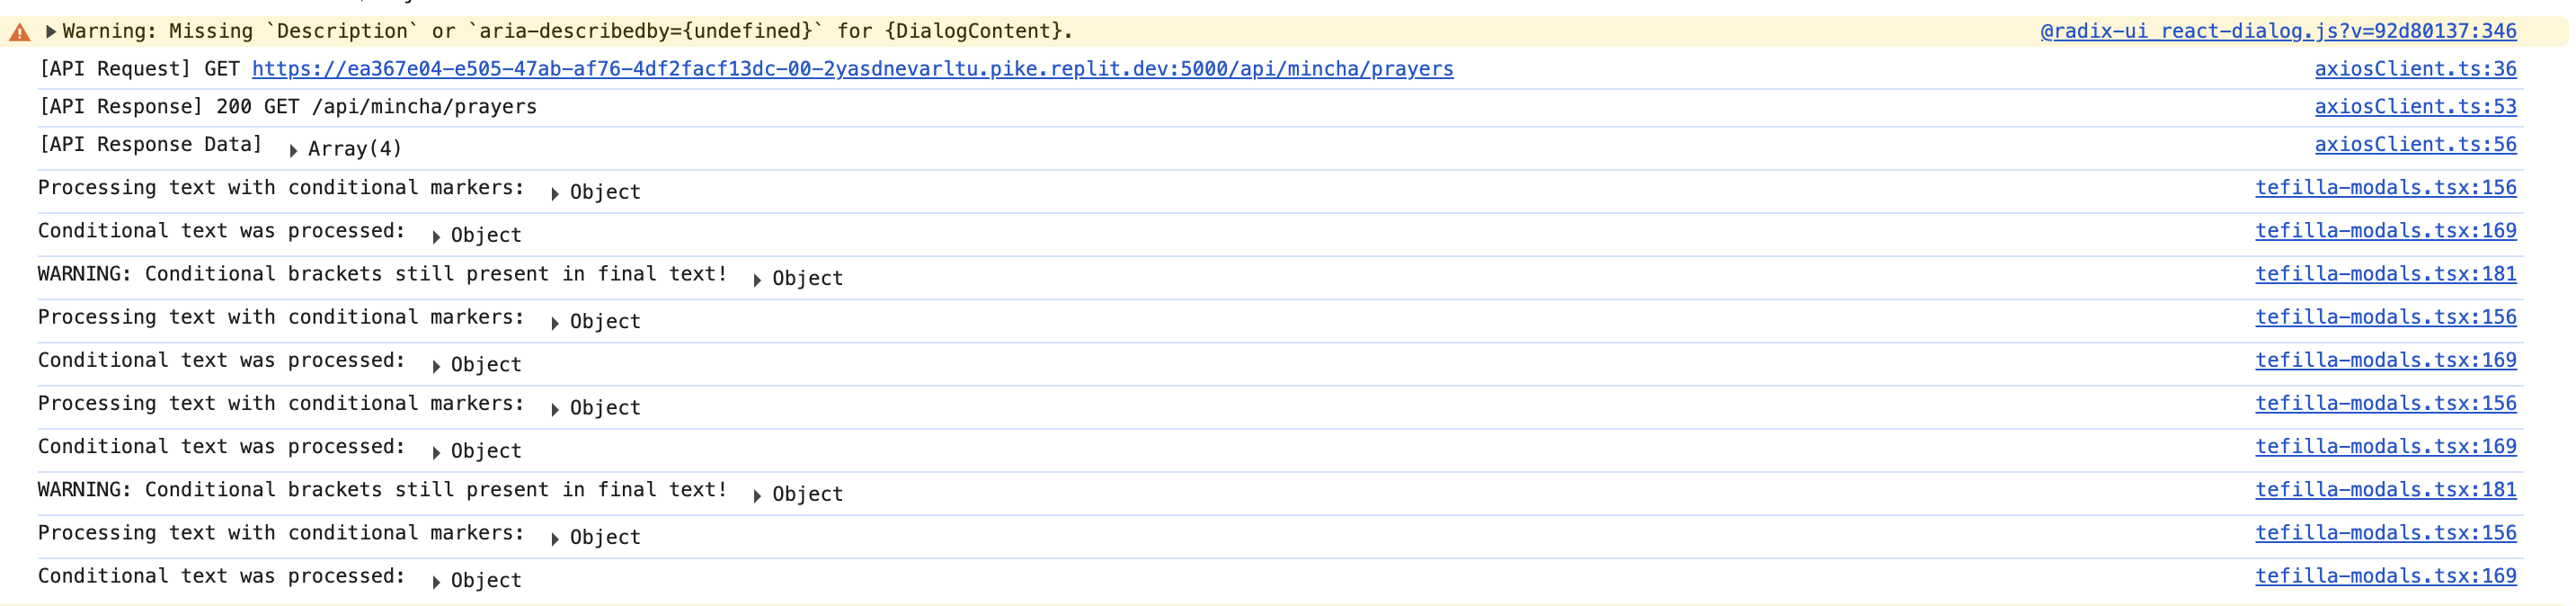 Warning: Missing `Description` or `aria-describedby={undefined}` for {DialogContent}. @radix-ui_react-dialog.js?v=92d80137:346
[API Request] GET https://ea367e04-e505-47ab-af76-4df2facf13dc-00-2yasdnevarltu.pike.replit.dev:5000/api/mincha/prayers axiosClient.ts:36
[API Response] 200 GET /api/mincha/prayers axiosClient.ts:53
[API Response Data] Array(4) axiosClient.ts:56
Processing text with conditional markers: Object tefilla-modals.tsx:156
Conditional text was processed: Object tefilla-modals.tsx:169
WARNING: Conditional brackets still present in final text! Object tefilla-modals.tsx:181
Processing text with conditional markers: Object tefilla-modals.tsx:156
Conditional text was processed: Object tefilla-modals.tsx:169
Processing text with conditional markers: Object tefilla-modals.tsx:156
Conditional text was processed: Object tefilla-modals.tsx:169
WARNING: Conditional brackets still present in final text! Object tefilla-modals.tsx:181
Processing text with conditional markers: Object tefilla-modals.tsx:156
Conditional text was processed: Object tefilla-modals.tsx:169